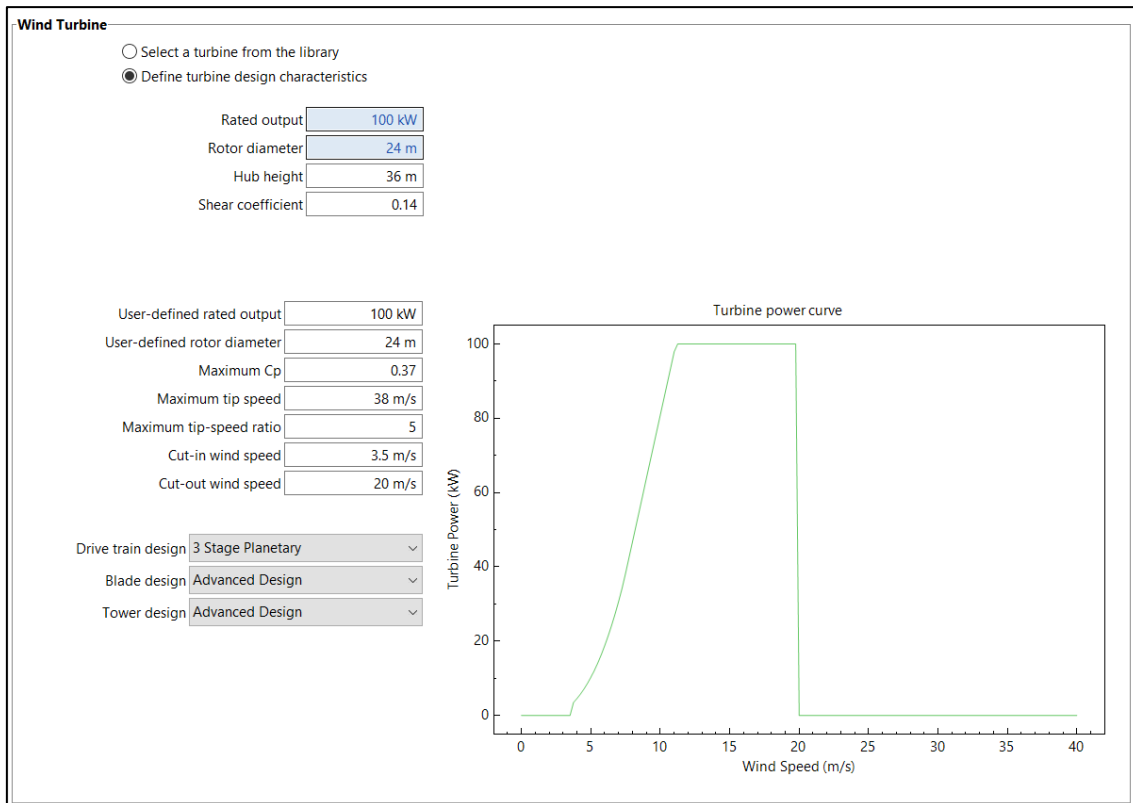 Wind Turbine
Select a turbine from the library
Define turbine design characteristics
Rated output 100 kW
Rotor diameter 24 m
Hub height 36 m
Shear coefficient 0.14
User-defined rated output 100 kW
User-defined rotor diameter 24 m
Maximum Cp 0.37
Maximum tip speed 38 m/s
Maximum tip-speed ratio 5
Cut-in wind speed 3.5 m/s
Cut-out wind speed 20 m/s
Drive train design 3 Stage Planetary
Blade design Advanced Design
Tower design Advanced Design
Turbine power curve
Turbine Power (kW)
100
80
60
40
20
0
0 5 10 15 20 25 30 35 40
Wind Speed (m/s)